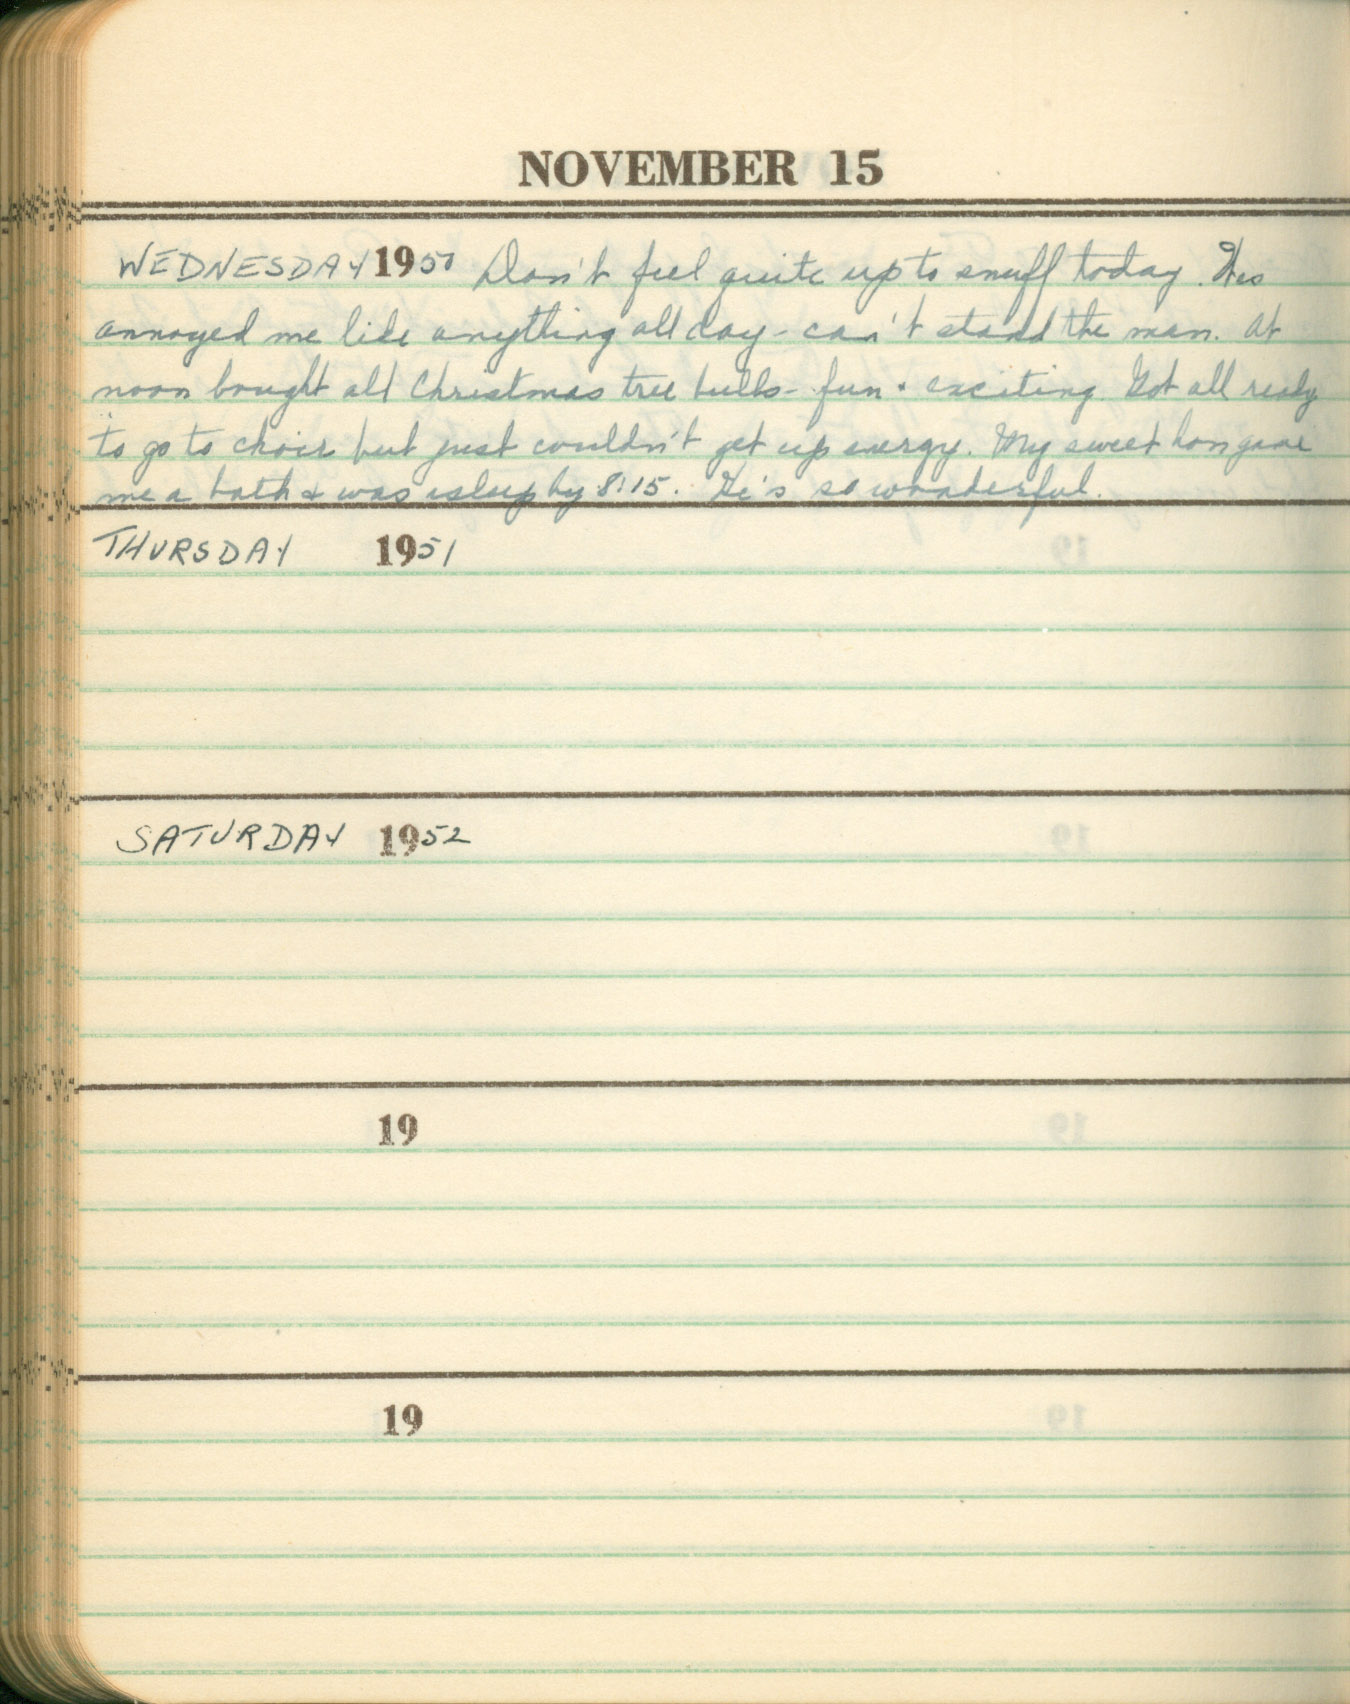 NOVEMBER 15
WEDNESDAY 1950 Don't feel quite up to snuff today. Wes
annoyed me like anything all day - can't stand the man. At
noon bought all Christmas tree bulbs - fun + exciting. Got all ready
to go to choir but just couldn't get up energy. My sweet hon gave
me a bath & was asleep by 8:15. He's so wonderful.
THURSDAY 1951
SATURDAY 1952
19
19